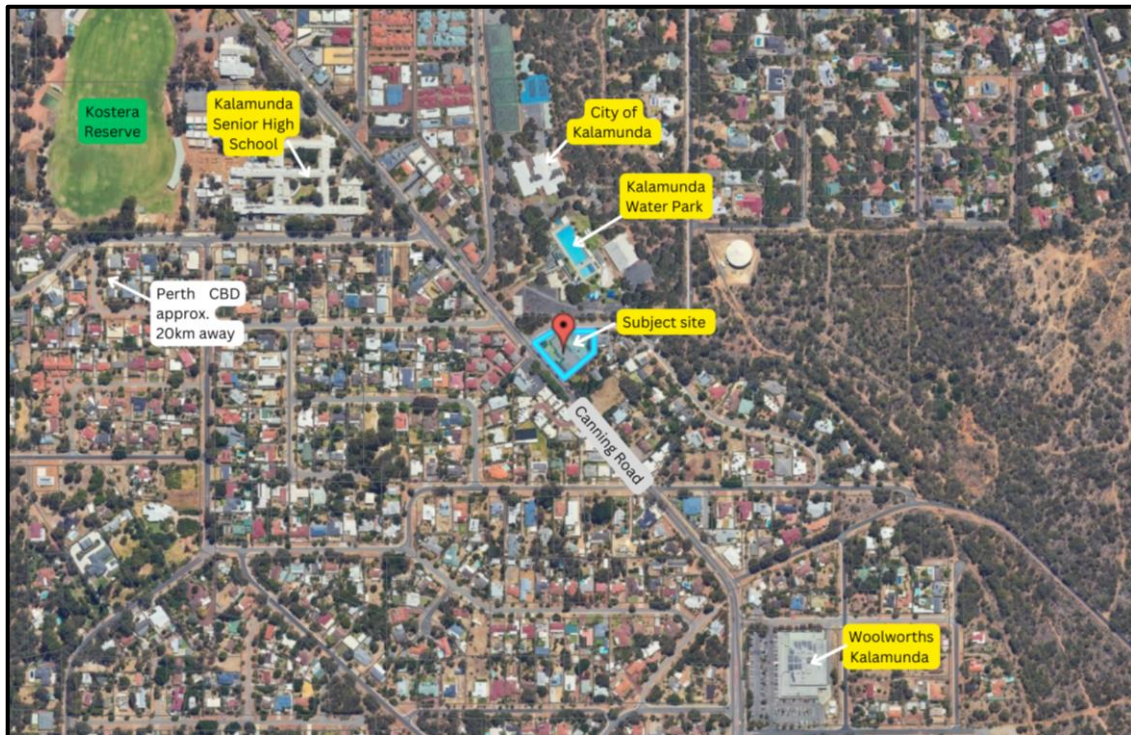 Kostera
Reserve
Kalamunda
Senior High
School
City of
Kalamunda
Kalamunda
Water Park
Perth CBD
approx.
20km away
Subject site
Canning Road
Woolworths
Kalamunda